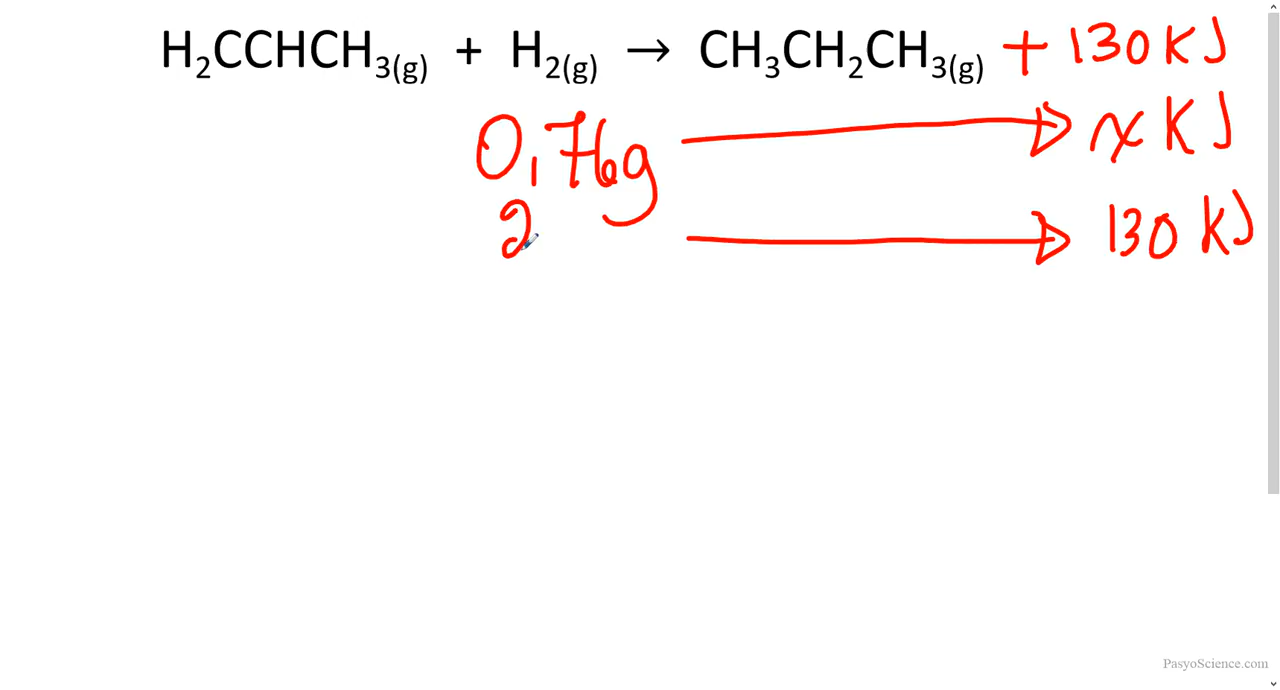 H₂CCHCH₃(g) + H₂(g) → CH₃CH₂CH₃(g) + 130 KJ
0,76g → x KJ
2 → 130 KJ
PasyoScience.com